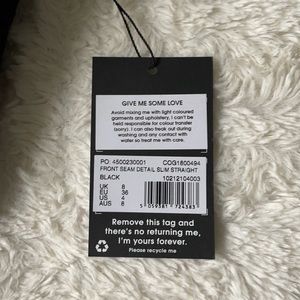 GIVE ME SOME LOVE
Avoid mixing me with light coloured
garments and upholstery, I can't be
held responsible for colour transfer
(sorry). I can also freak out during
washing and any contact with
water so treat me with care.
PO 4500230001 COG1600494
FRONT SEAM DETAIL SLIM STRAIGHT
BLACK 10212104003
UK 8
EU 36
US 4
AUS 8
5 059381 724383
Remove this tag and
there's no returning me,
I'm yours forever.
Please recycle me